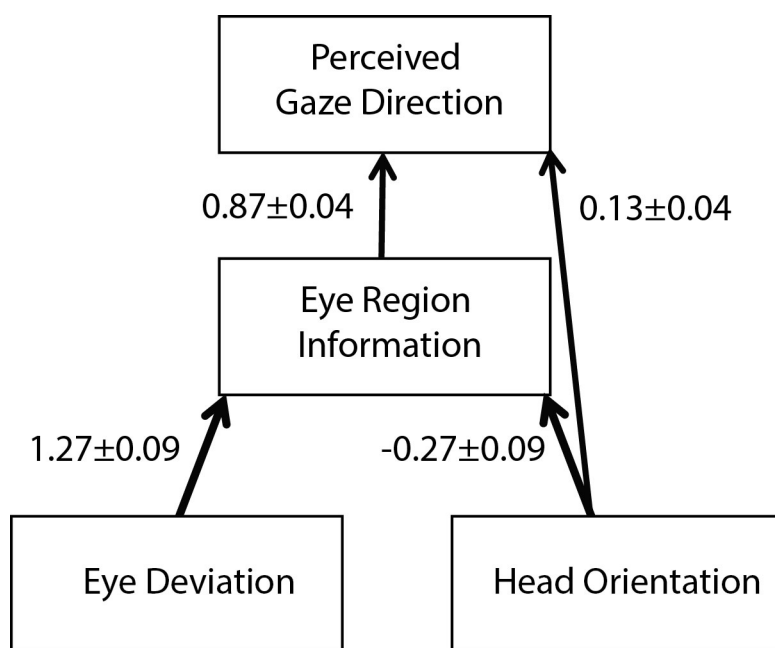 Perceived
Gaze Direction
0.87±0.04
0.13±0.04
Eye Region
Information
1.27±0.09
-0.27±0.09
Eye Deviation
Head Orientation